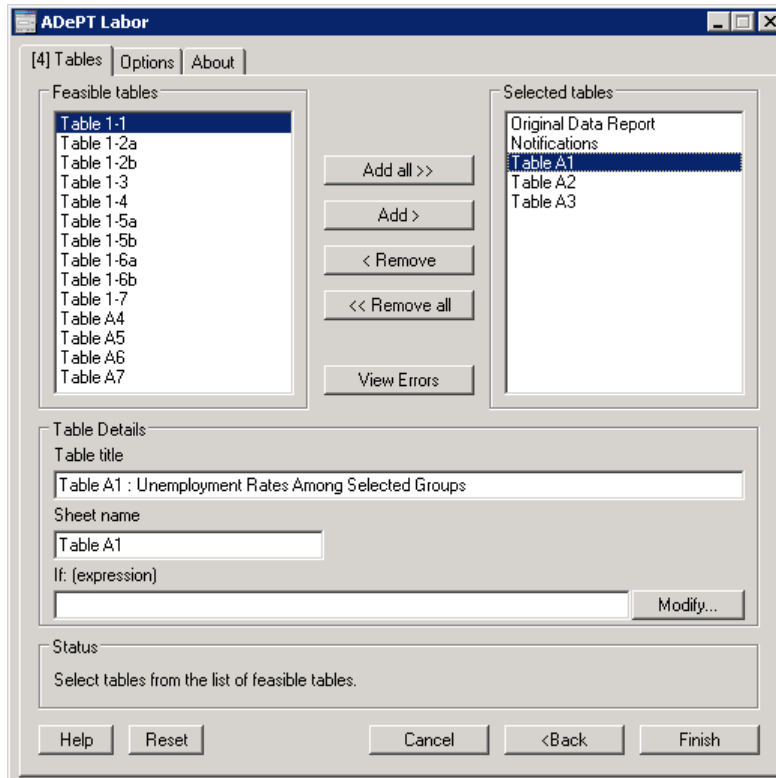 ADePT Labor
[4] Tables Options About
Feasible tables
Table 1-1
Table 1-2a
Table 1-2b
Table 1-3
Table 1-4
Table 1-5a
Table 1-5b
Table 1-6a
Table 1-6b
Table 1-7
Table A4
Table A5
Table A6
Table A7
Add all >>
Add >
< Remove
<< Remove all
View Errors
Selected tables
Original Data Report
Notifications
Table A1
Table A2
Table A3
Table Details
Table title
Table A1 : Unemployment Rates Among Selected Groups
Sheet name
Table A1
If: (expression)
Modify...
Status
Select tables from the list of feasible tables.
Help Reset Cancel <Back Finish